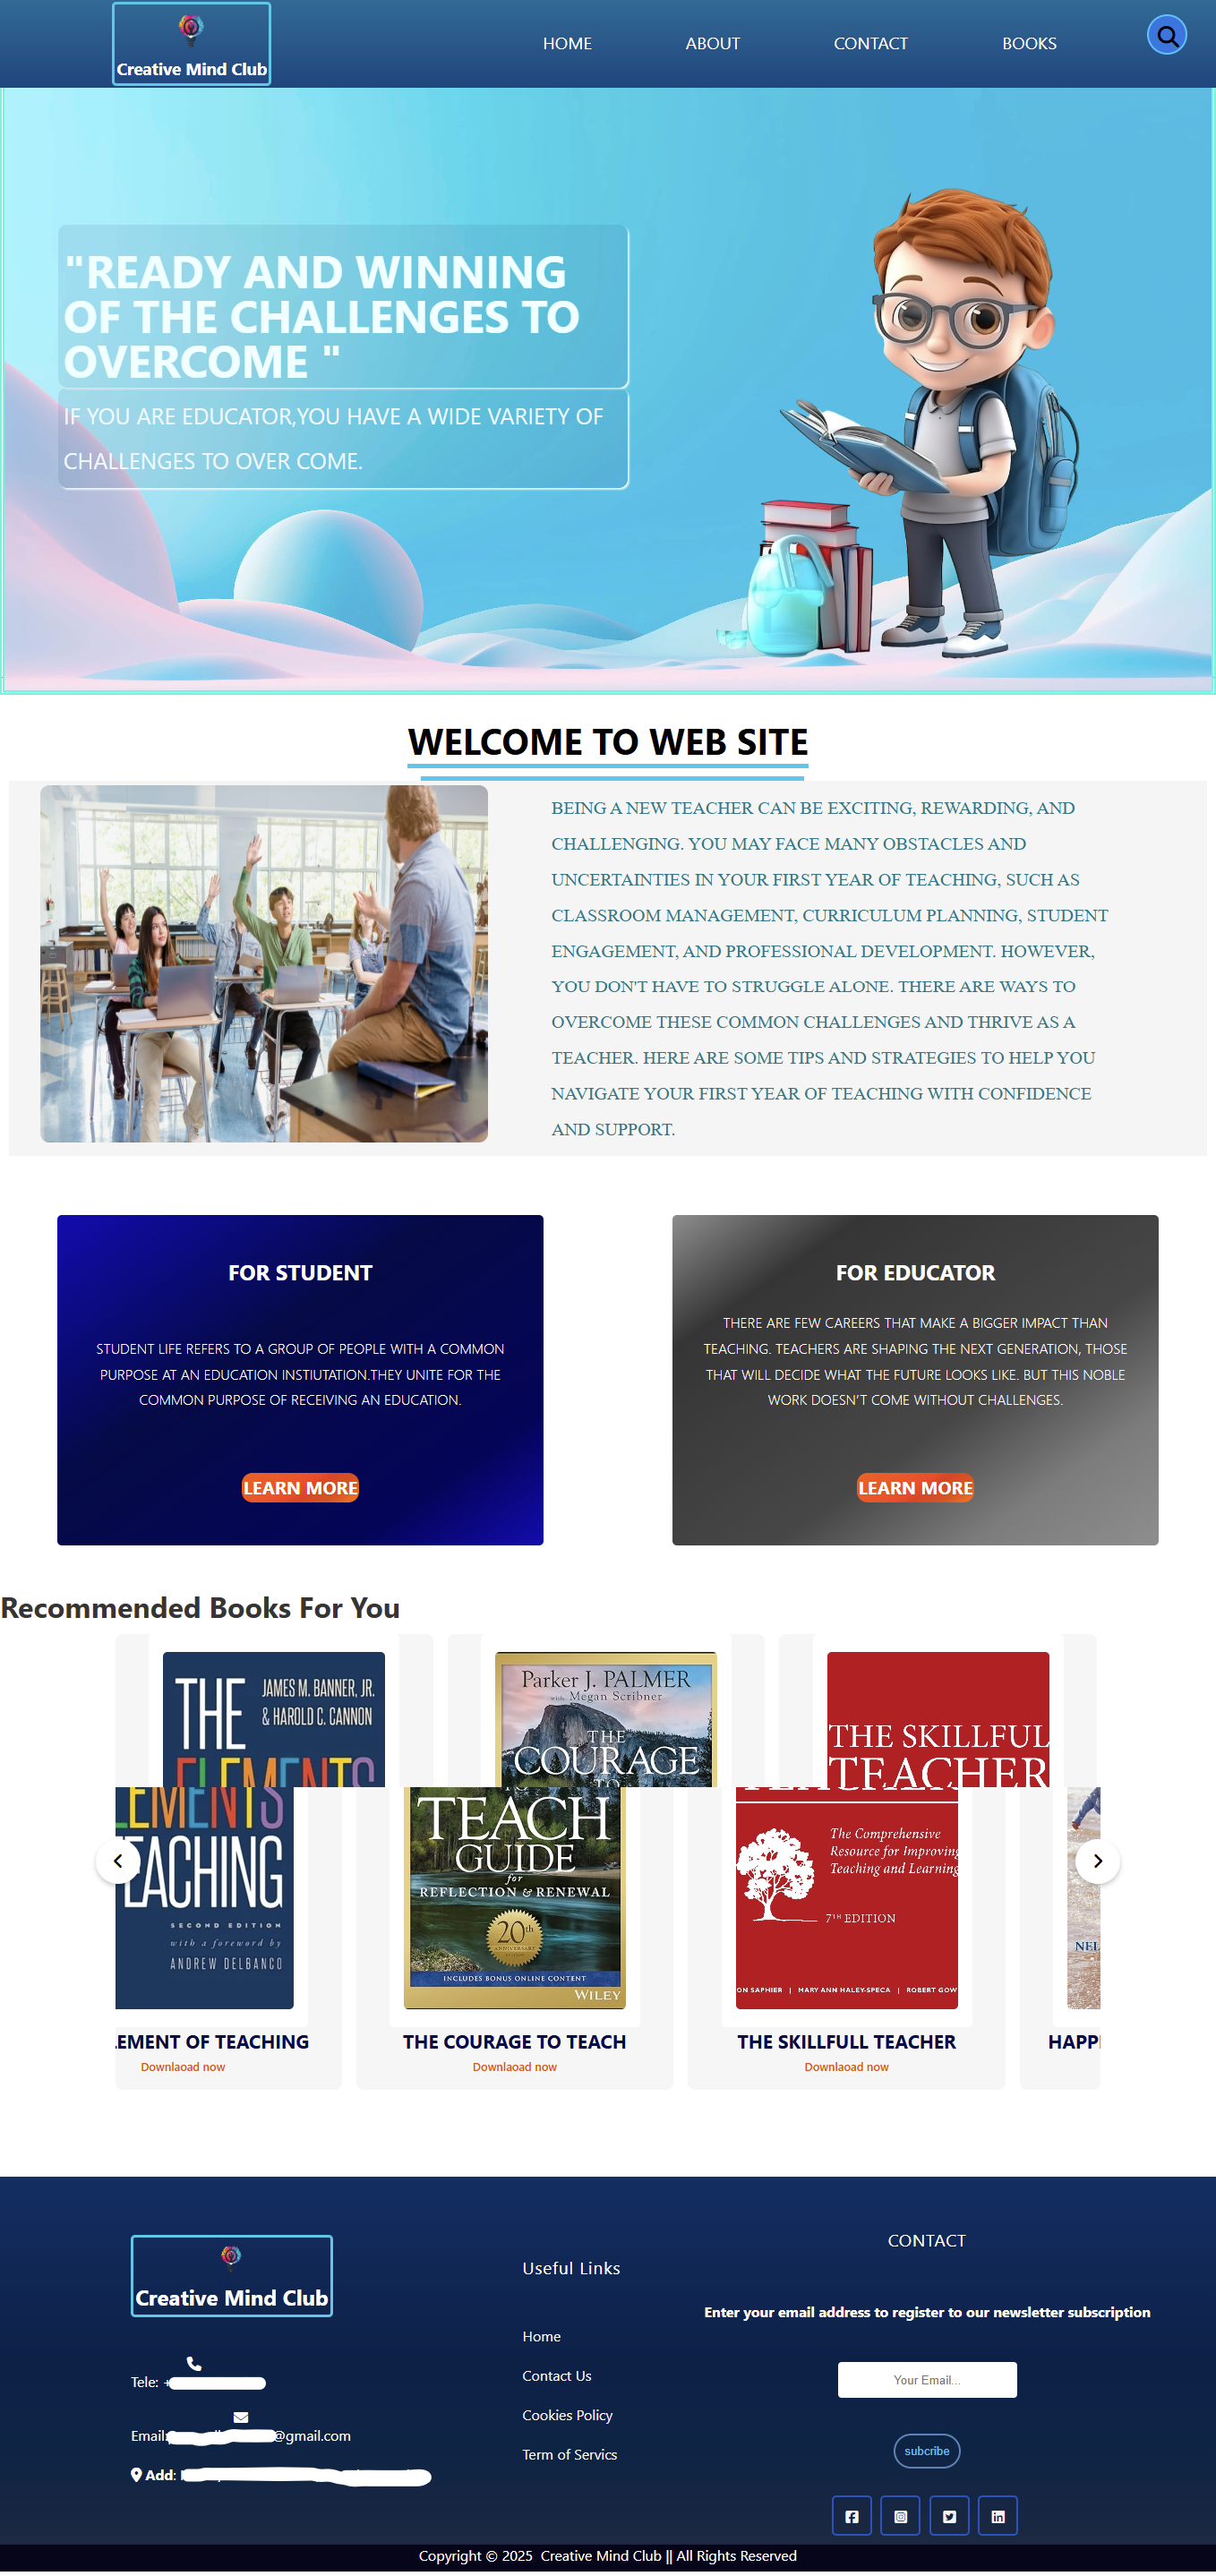 Creative Mind Club
HOME
ABOUT
CONTACT
BOOKS
"READY AND WINNING
OF THE CHALLENGES TO
OVERCOME "
IF YOU ARE EDUCATOR,YOU HAVE A WIDE VARIETY OF
CHALLENGES TO OVER COME.
WELCOME TO WEB SITE
BEING A NEW TEACHER CAN BE EXCITING, REWARDING, AND
CHALLENGING. YOU MAY FACE MANY OBSTACLES AND
UNCERTAINTIES IN YOUR FIRST YEAR OF TEACHING, SUCH AS
CLASSROOM MANAGEMENT, CURRICULUM PLANNING, STUDENT
ENGAGEMENT, AND PROFESSIONAL DEVELOPMENT. HOWEVER,
YOU DON'T HAVE TO STRUGGLE ALONE. THERE ARE WAYS TO
OVERCOME THESE COMMON CHALLENGES AND THRIVE AS A
TEACHER. HERE ARE SOME TIPS AND STRATEGIES TO HELP YOU
NAVIGATE YOUR FIRST YEAR OF TEACHING WITH CONFIDENCE
AND SUPPORT.
FOR STUDENT
STUDENT LIFE REFERS TO A GROUP OF PEOPLE WITH A COMMON
PURPOSE AT AN EDUCATION INSTIUTATION.THEY UNITE FOR THE
COMMON PURPOSE OF RECEIVING AN EDUCATION.
LEARN MORE
FOR EDUCATOR
THERE ARE FEW CAREERS THAT MAKE A BIGGER IMPACT THAN
TEACHING. TEACHERS ARE SHAPING THE NEXT GENERATION, THOSE
THAT WILL DECIDE WHAT THE FUTURE LOOKS LIKE. BUT THIS NOBLE
WORK DOESN’T COME WITHOUT CHALLENGES.
LEARN MORE
Recommended Books For You
THE
JAMES M. BANNER, JR.
& HAROLD C. CANNON
ELEMENTS
EACHING
SECOND EDITION
with a foreword by
ANDREW DELBANCO
Parker J. PALMER
with Megan Scribner
THE
COURAGE
TO
TEACH
GUIDE
for
REFLECTION & RENEWAL
20th
ANNIVERSARY
INCLUDES BONUS ONLINE CONTENT
WILEY
THE SKILLFUL
TEACHER
The Comprehensive
Resource for Improving
Teaching and Learning
7TH EDITION
ON SAPHIER | MARY ANN HALEY-SPECA | ROBERT GOW
NEL
LEMENT OF TEACHING
Downlaoad now
THE COURAGE TO TEACH
Downlaoad now
THE SKILLFULL TEACHER
Downlaoad now
HAPP
Creative Mind Club
Tele: +
Email:
@gmail.com
Add:
Useful Links
Home
Contact Us
Cookies Policy
Term of Servics
CONTACT
Enter your email address to register to our newsletter subscription
Your Email...
subcribe
Copyright © 2025 Creative Mind Club || All Rights Reserved